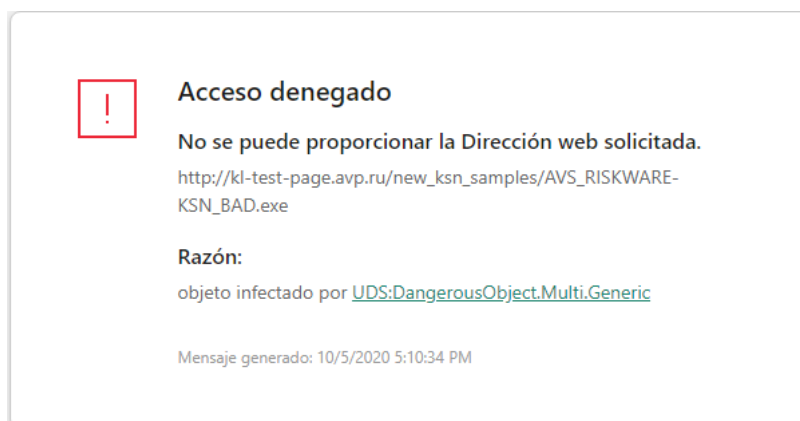 !
Acceso denegado
No se puede proporcionar la Dirección web solicitada.
http://kl-test-page.avp.ru/new_ksn_samples/AVS_RISKWARE-
KSN_BAD.exe
Razón:
objeto infectado por UDS:DangerousObject.Multi.Generic
Mensaje generado: 10/5/2020 5:10:34 PM